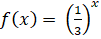 f(x) = (1/3)^x